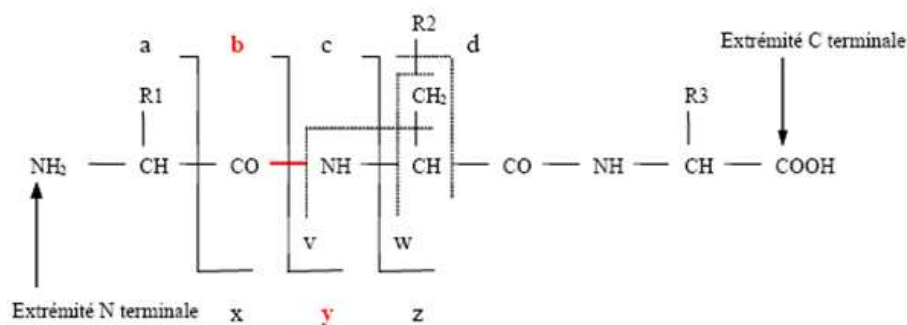 R2
a b c d
Extrémité C terminale
R1 CH₂ R3
NH₂ CH CO NH CH CO NH CH COOH
v w
x y z
Extrémité N terminale